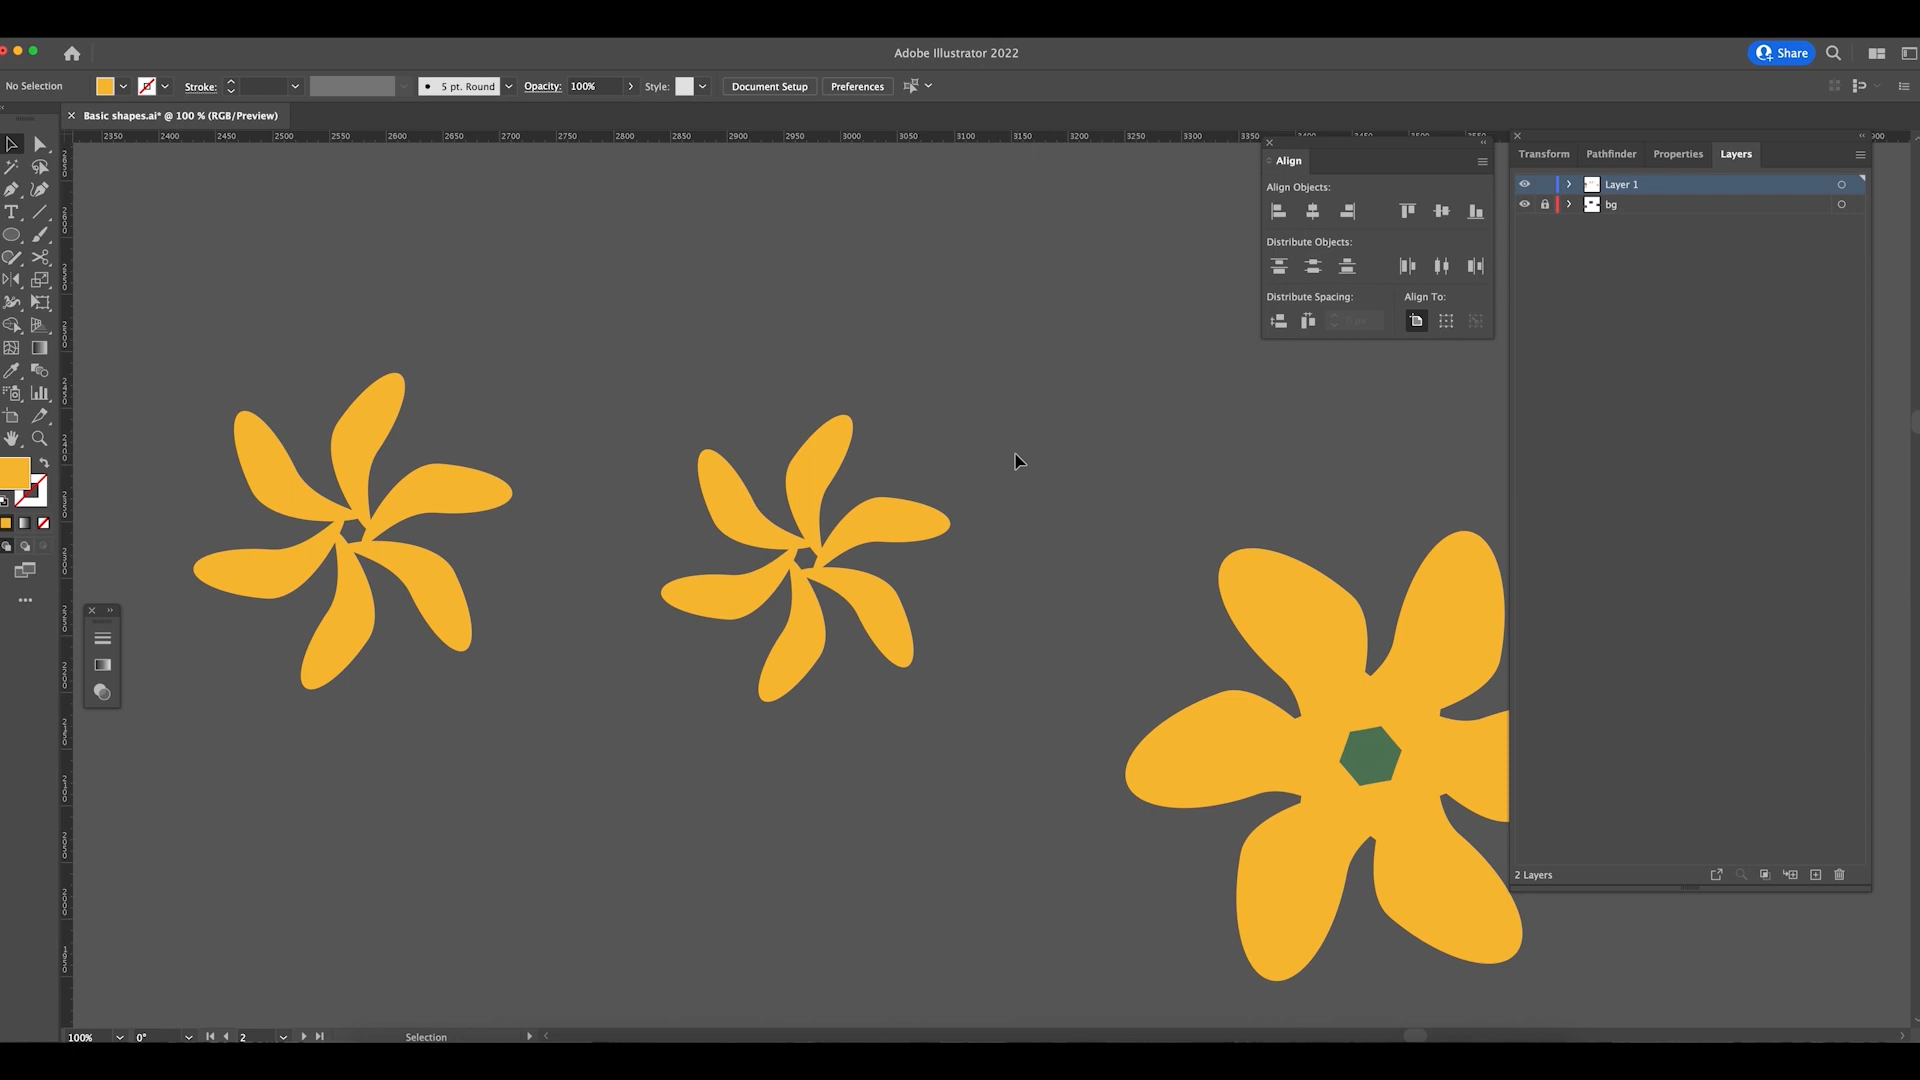 Adobe Illustrator 2022
Share
No Selection
Stroke:
5 pt. Round
Opacity:
100%
Style:
Document Setup
Preferences
Basic shapes.ai* @ 100 % (RGB/Preview)
2350 2400 2450 2500 2550 2600 2650 2700 2750 2800 2850 2900 2950 3000 3050 3100 3150 3200 3250 3300 3350
Align
Align Objects:
Distribute Objects:
Distribute Spacing:
Align To:
Transform
Pathfinder
Properties
Layers
Layer 1
bg
2 Layers
100%
0°
2
Selection